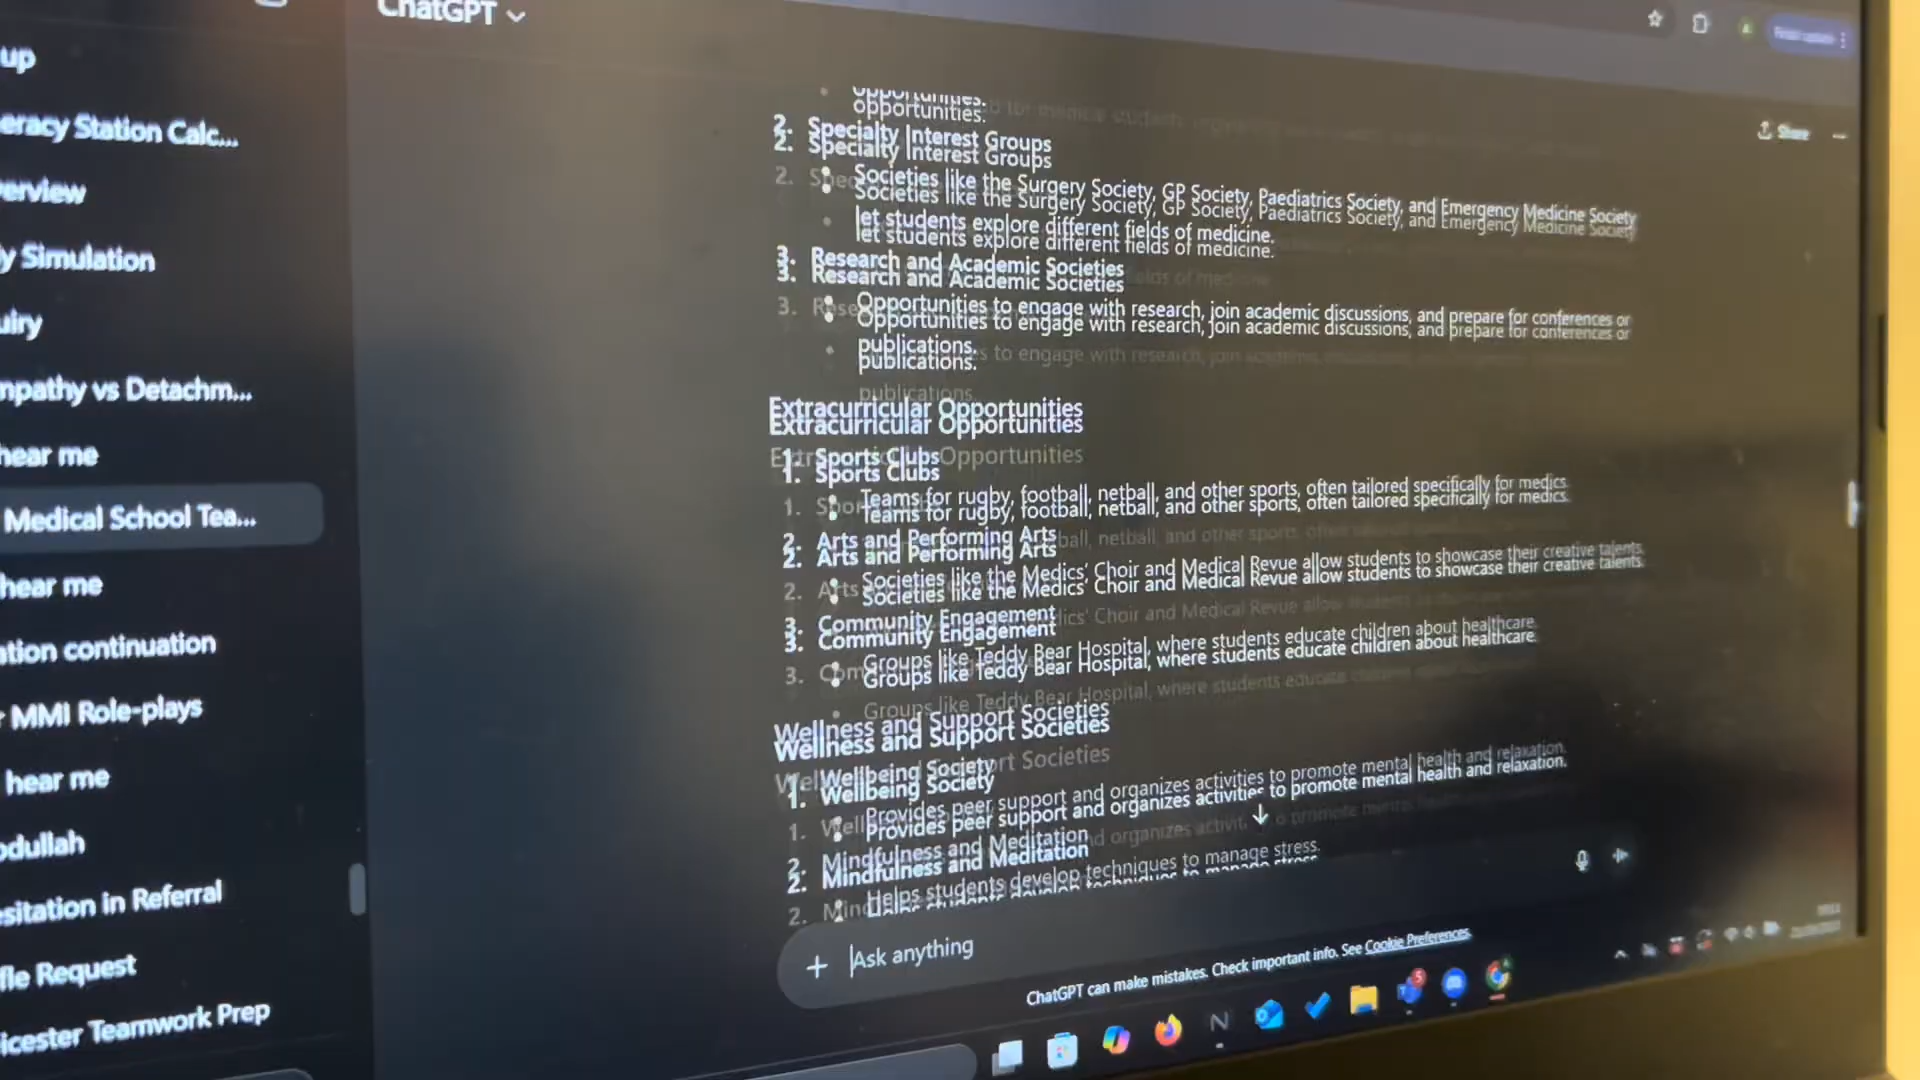 ChatGPT
up
eracy Station Calc...
erview
y Simulation
uiry
mpathy vs Detachm...
hear me
Medical School Tea...
hear me
ation continuation
MMI Role-plays
hear me
odullah
esitation in Referral
fle Request
icester Teamwork Prep
Share
opportunities.
2. Specialty Interest Groups
Societies like the Surgery Society, GP Society, Paediatrics Society, and Emergency Medicine Society
let students explore different fields of medicine.
3. Research and Academic Societies
Opportunities to engage with research, join academic discussions, and prepare for conferences or
publications.
Extracurricular Opportunities
1. Sports Clubs
Teams for rugby, football, netball, and other sports, often tailored specifically for medics.
2. Arts and Performing Arts
Societies like the Medics' Choir and Medical Revue allow students to showcase their creative talents.
3. Community Engagement
Groups like Teddy Bear Hospital, where students educate children about healthcare.
Wellness and Support Societies
1. Wellbeing Society
Provides peer support and organizes activities to promote mental health and relaxation.
2. Mindfulness and Meditation
Helps students develop techniques to manage stress.
Ask anything
ChatGPT can make mistakes. Check important info. See Cookie Preferences.
5